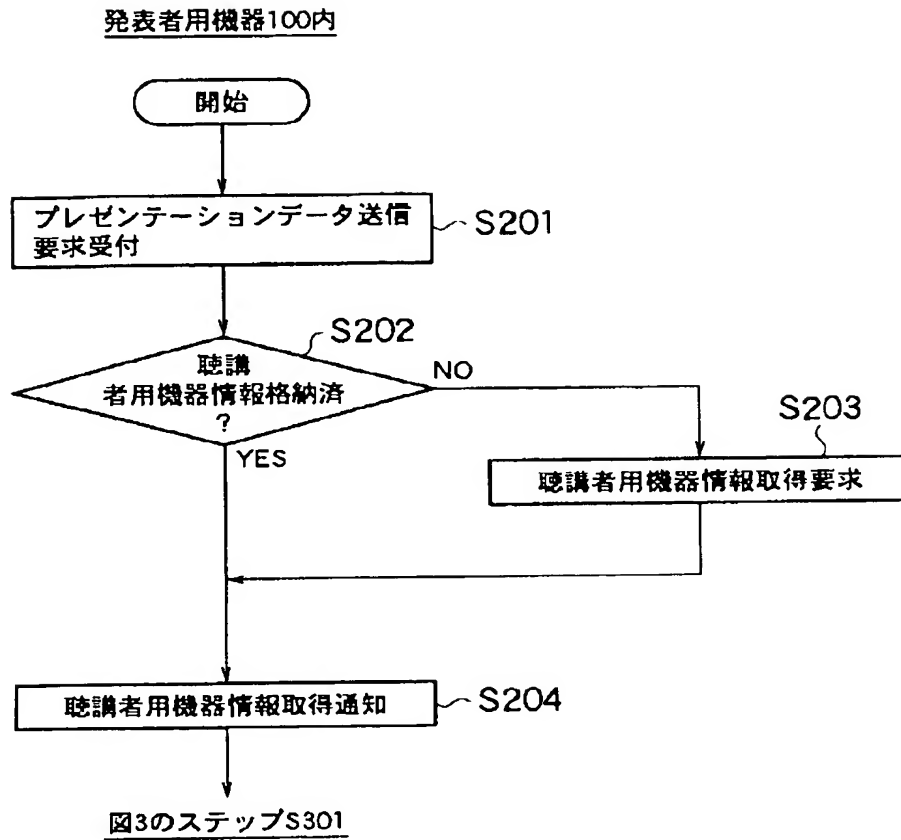 発表者用機器100内
開始
プレゼンテーションデータ送信
要求受付
S201
S202
聴講
者用機器情報格納済
?
NO
YES
S203
聴講者用機器情報取得要求
聴講者用機器情報取得通知
S204
図3のステップS301